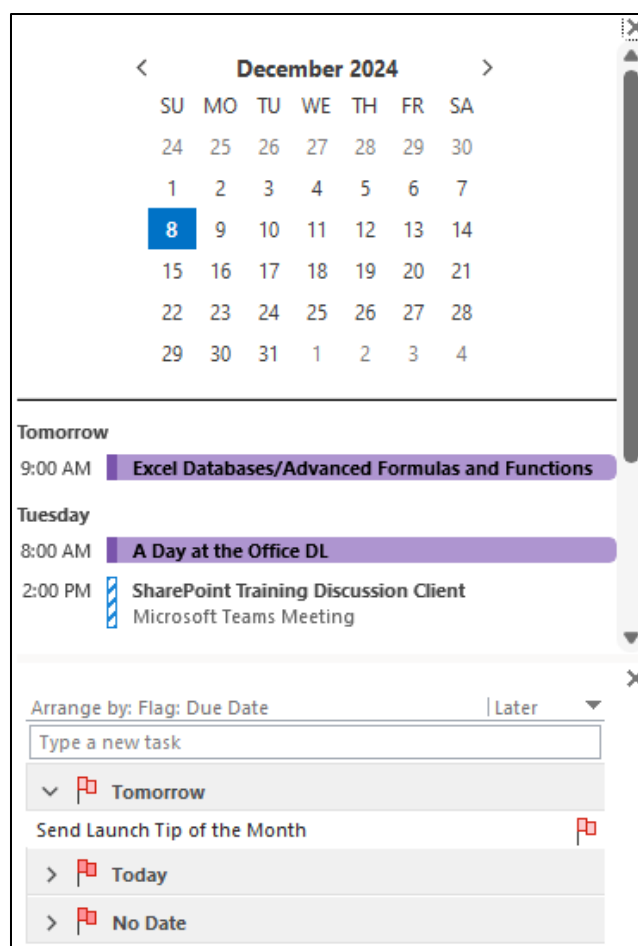 December 2024
SU MO TU WE TH FR SA
24 25 26 27 28 29 30
1 2 3 4 5 6 7
8 9 10 11 12 13 14
15 16 17 18 19 20 21
22 23 24 25 26 27 28
29 30 31 1 2 3 4
Tomorrow
9:00 AM Excel Databases/Advanced Formulas and Functions
Tuesday
8:00 AM A Day at the Office DL
2:00 PM SharePoint Training Discussion Client
Microsoft Teams Meeting
Arrange by: Flag: Due Date Later
Type a new task
Tomorrow
Send Launch Tip of the Month
Today
No Date